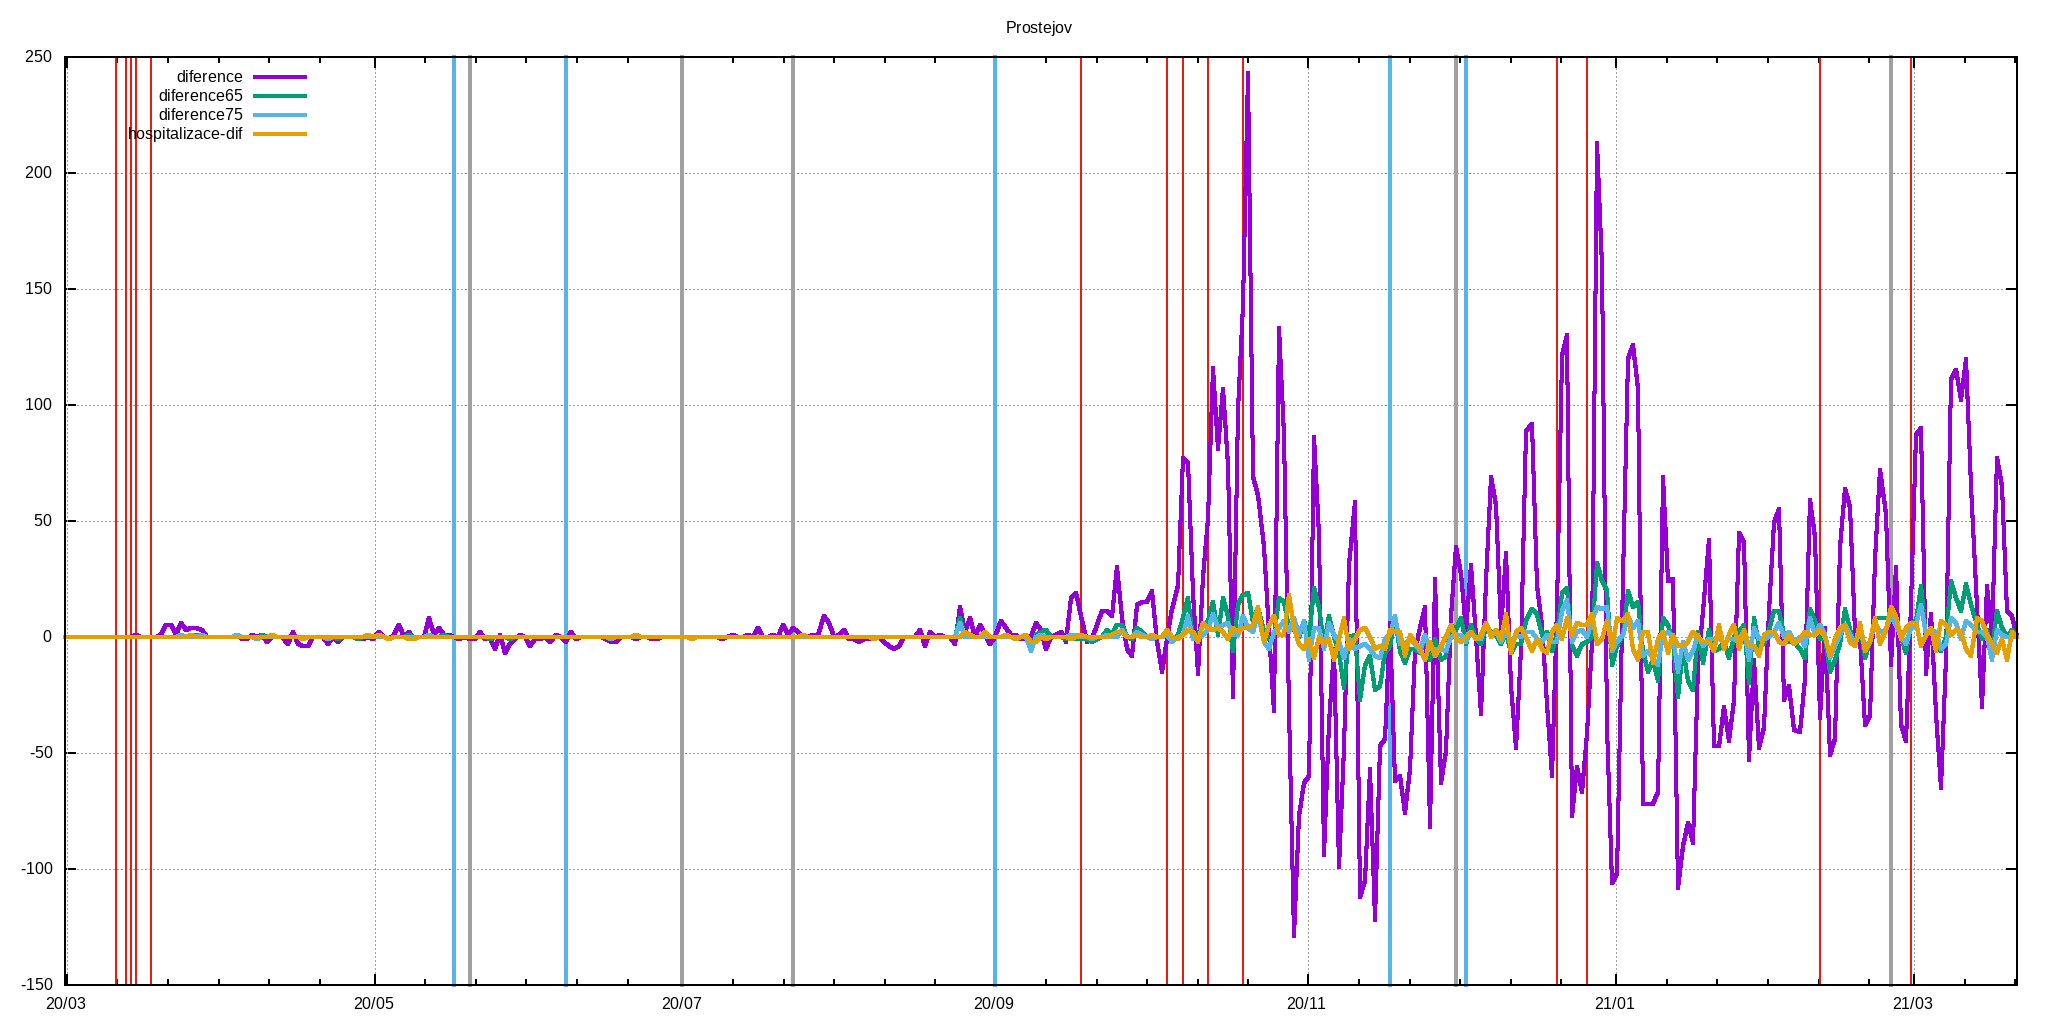 Prostejov
250
200
150
100
50
0
-50
-100
-150
diference
diference65
diference75
hospitalizace-dif
20/03 20/05 20/07 20/09 20/11 21/01 21/03